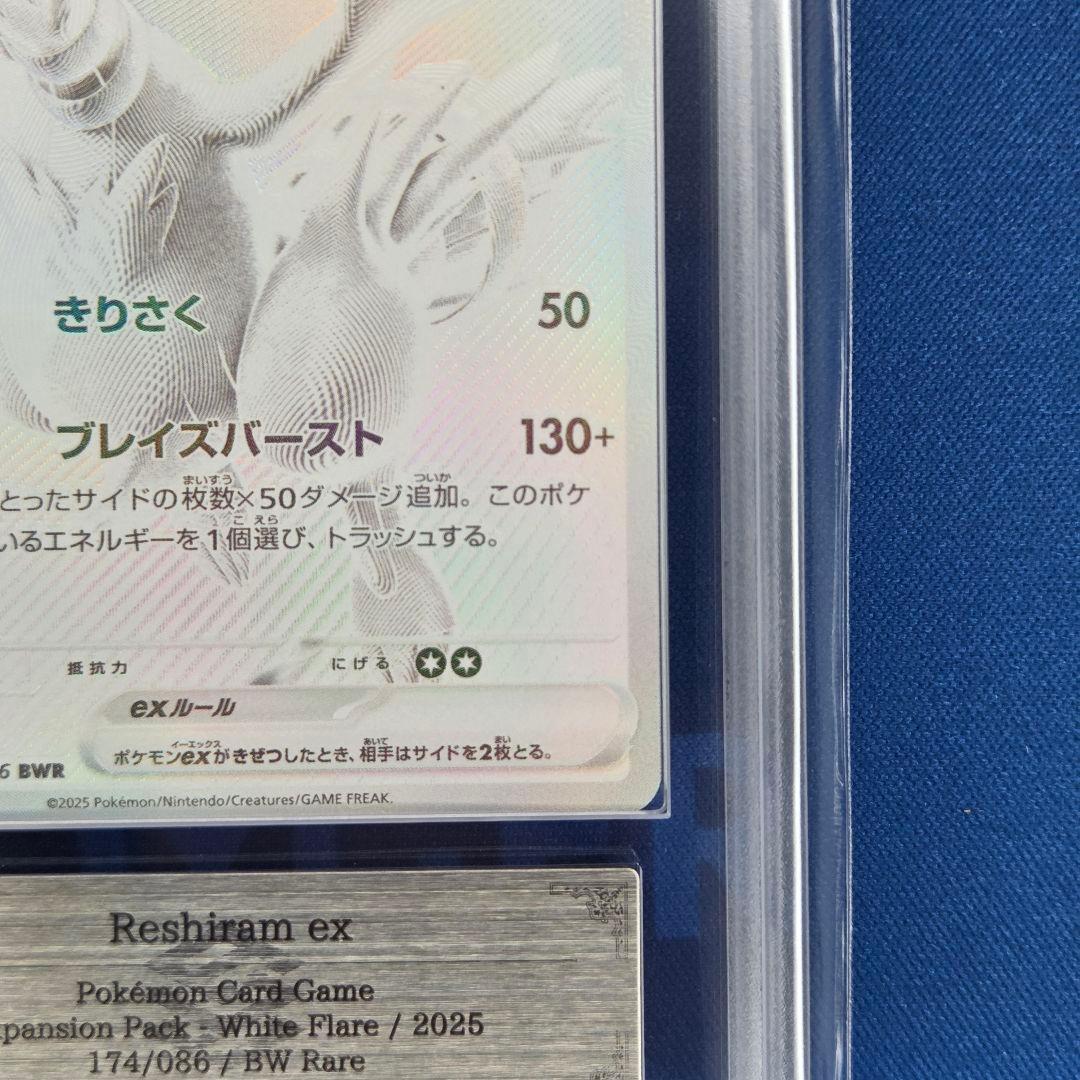 きりさく 50
ブレイズバースト 130+
とったサイドの枚数×50ダメージ追加。このポケ
いるエネルギーを1個選び、トラッシュする。
抵抗力 にげる
exルール
ポケモンexがきぜつしたとき、相手はサイドを2枚とる。
6 BWR
©2025 Pokémon/Nintendo/Creatures/GAME FREAK.
Reshiram ex
Pokémon Card Game
pansion Pack - White Flare / 2025
174/086 / BW Rare